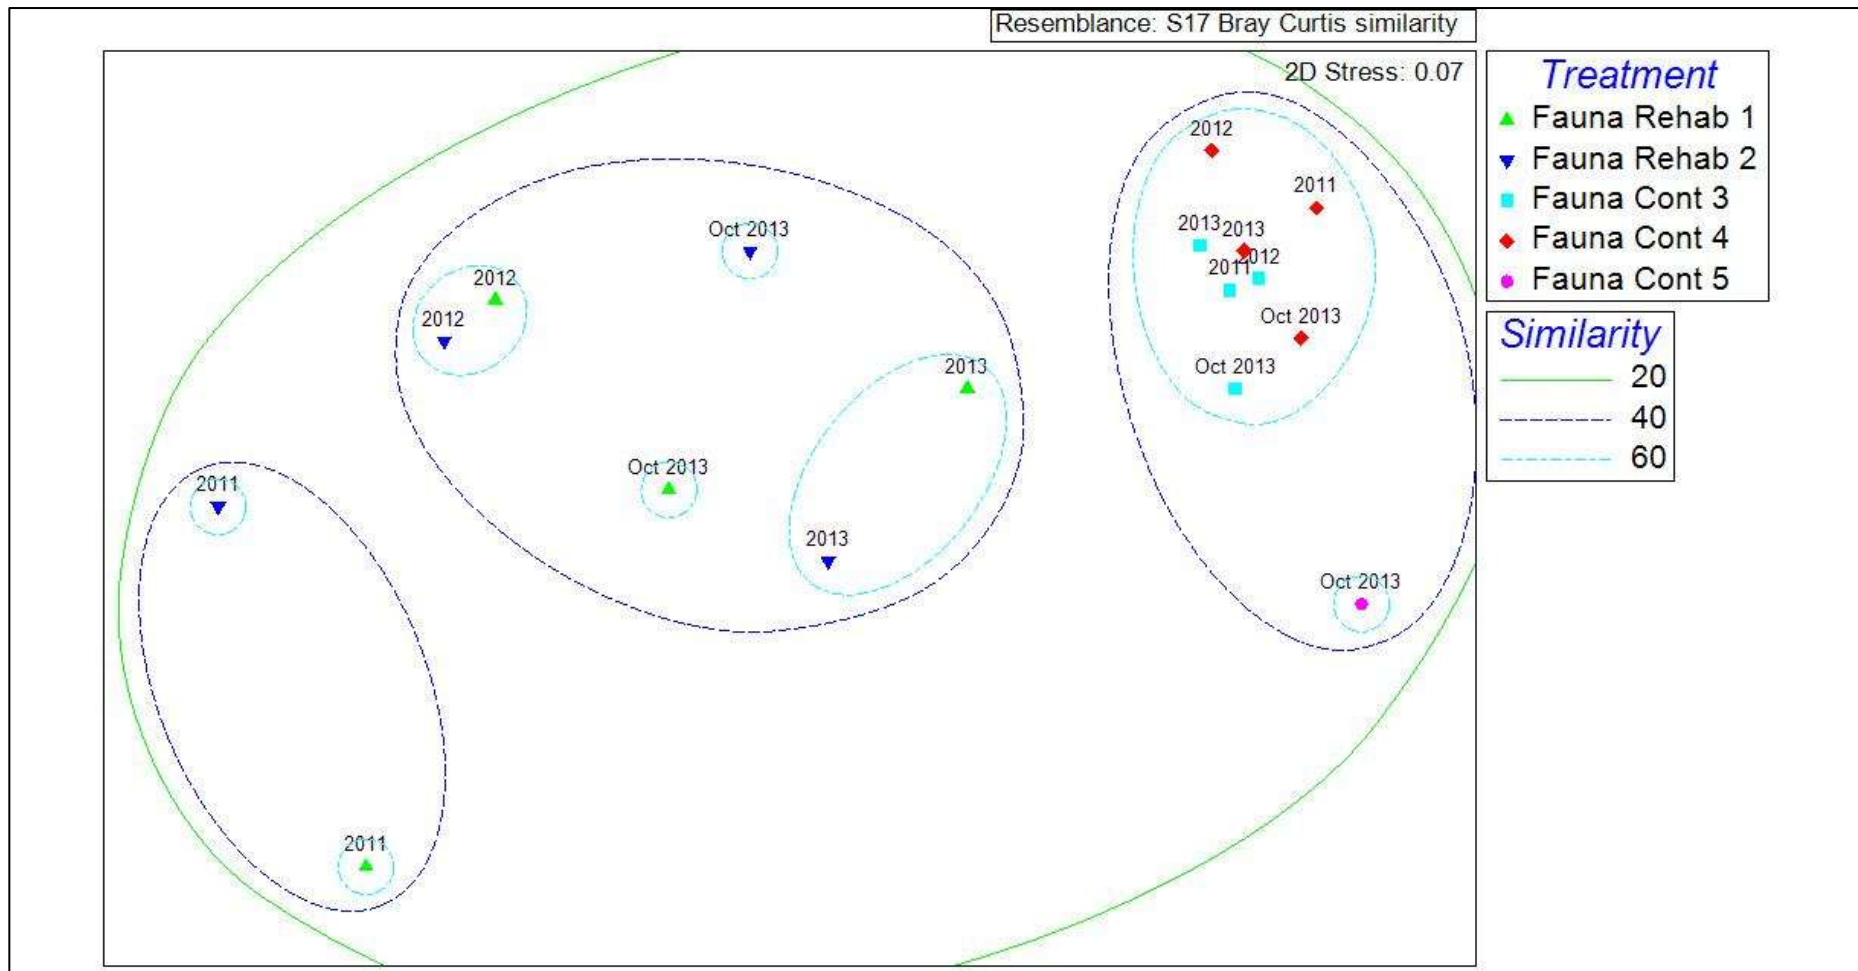 Resemblance: S17 Bray Curtis similarity
2D Stress: 0.07
Treatment
Fauna Rehab 1
Fauna Rehab 2
Fauna Cont 3
Fauna Cont 4
Fauna Cont 5
Similarity
20
40
60
2012
2011
2013
2013
2012
2011
Oct 2013
Oct 2013
Oct 2013
2012
2012
2013
Oct 2013
2013
2011
Oct 2013
2011